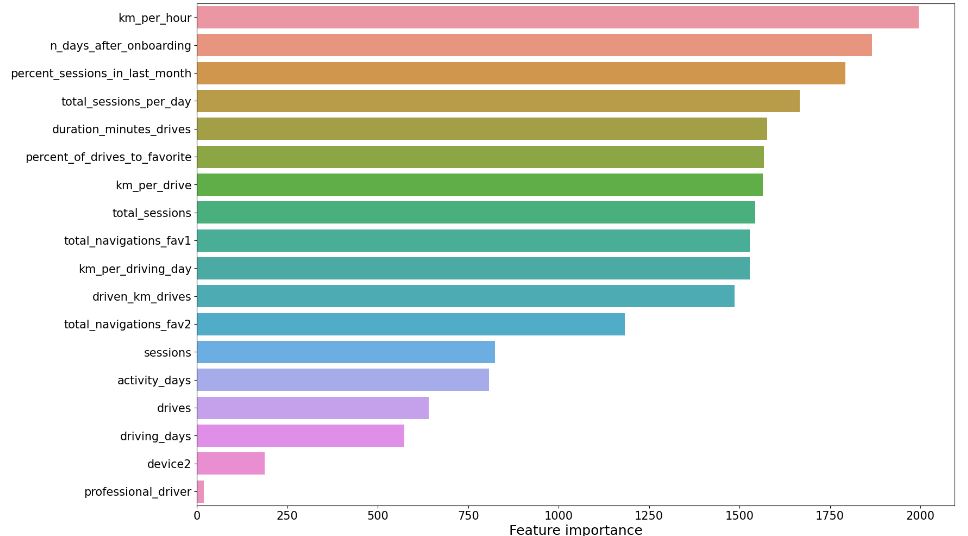 km_per_hour
n_days_after_onboarding
percent_sessions_in_last_month
total_sessions_per_day
duration_minutes_drives
percent_of_drives_to_favorite
km_per_drive
total_sessions
total_navigations_fav1
km_per_driving_day
driven_km_drives
total_navigations_fav2
sessions
activity_days
drives
driving_days
device2
professional_driver
0 250 500 750 1000 1250 1500 1750 2000
Feature importance